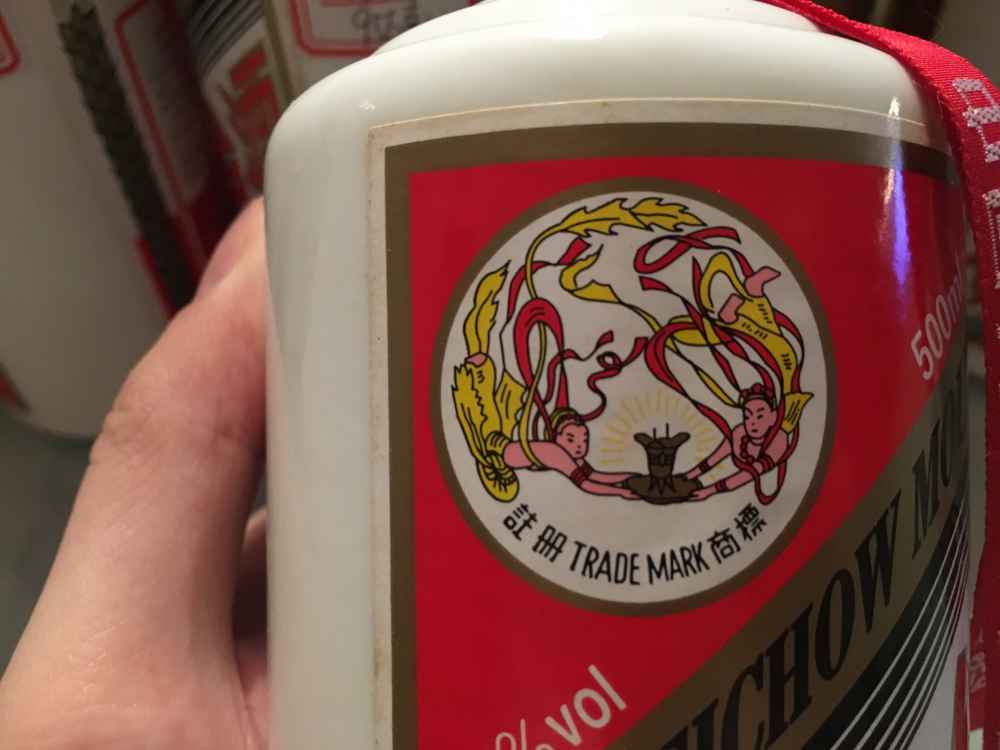 500ml
註册 TRADE MARK 商標
%vol
ICHOW MO